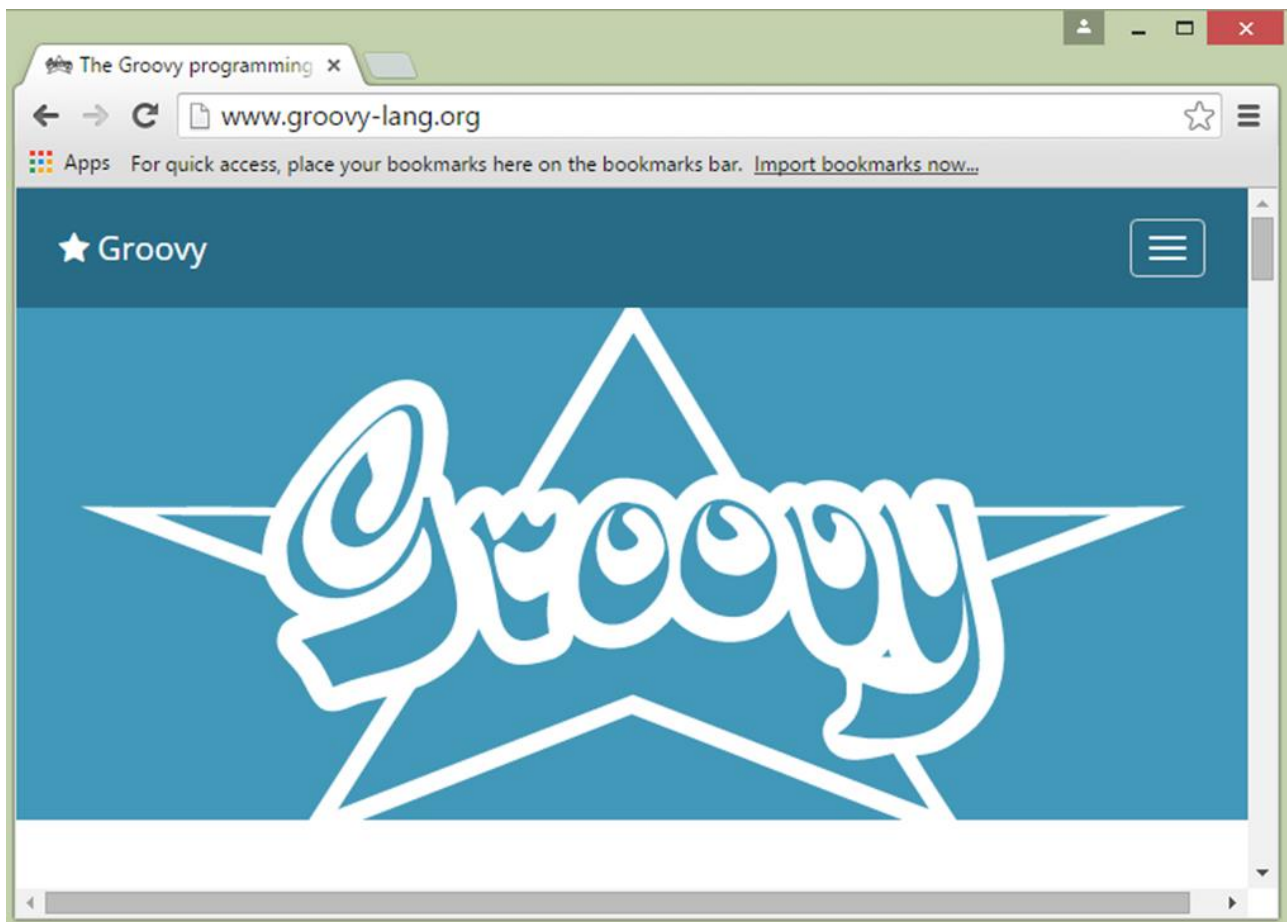 The Groovy programming
www.groovy-lang.org
Apps For quick access, place your bookmarks here on the bookmarks bar. Import bookmarks now...
Groovy
Groovy